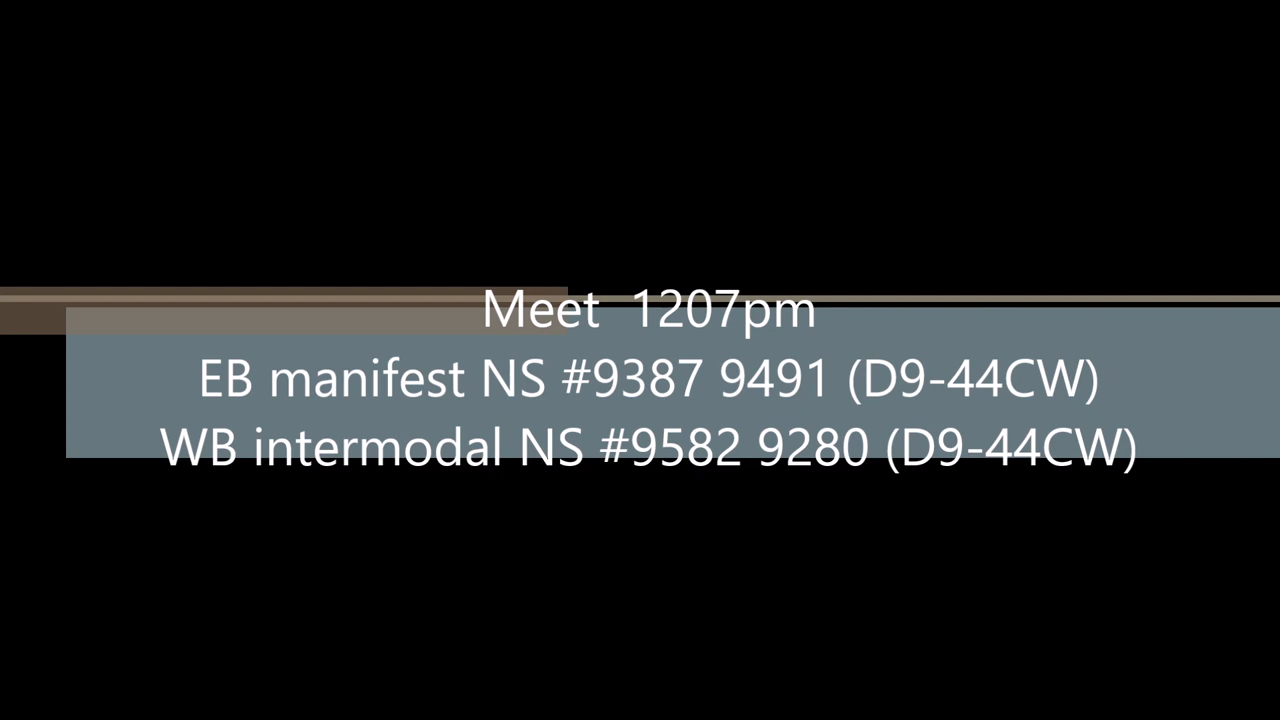 Meet  1207pm
EB manifest NS #9387 9491 (D9-44CW)
WB intermodal NS #9582 9280 (D9-44CW)